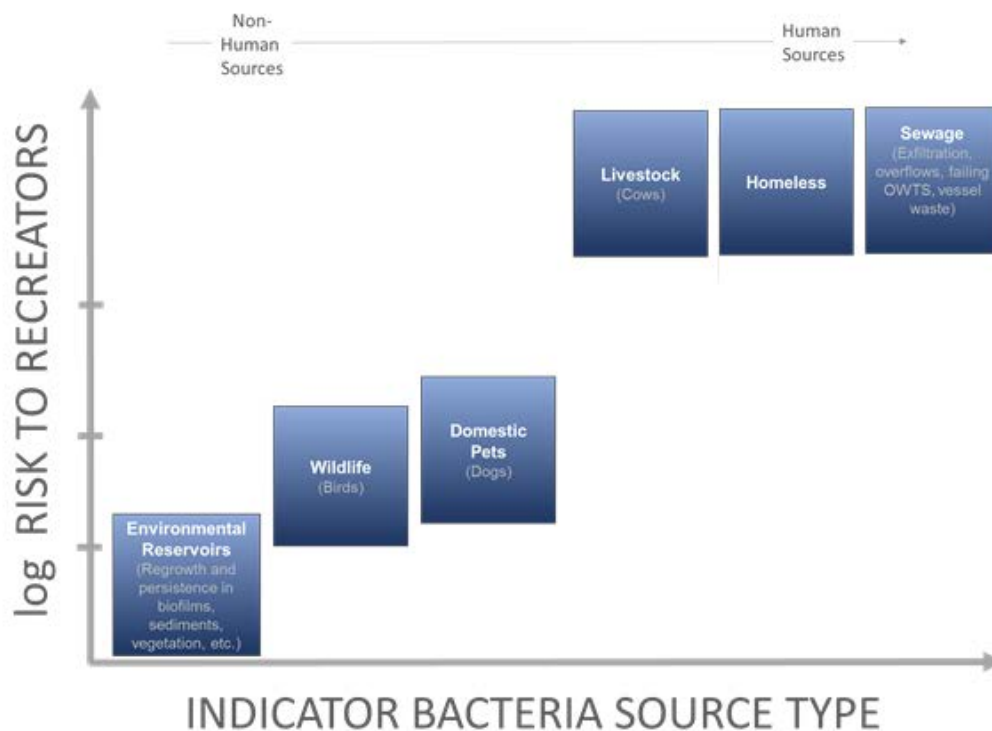 Non-
Human
Sources
Human
Sources
log RISK TO RECREATORS
Livestock
(Cows)
Homeless
Sewage
(Exfiltration,
overflows, failing
OWTS, vessel
waste)
Domestic
Pets
(Dogs)
Wildlife
(Birds)
Environmental
Reservoirs
(Regrowth and
persistence in
biofilms,
sediments,
vegetation, etc.)
INDICATOR BACTERIA SOURCE TYPE